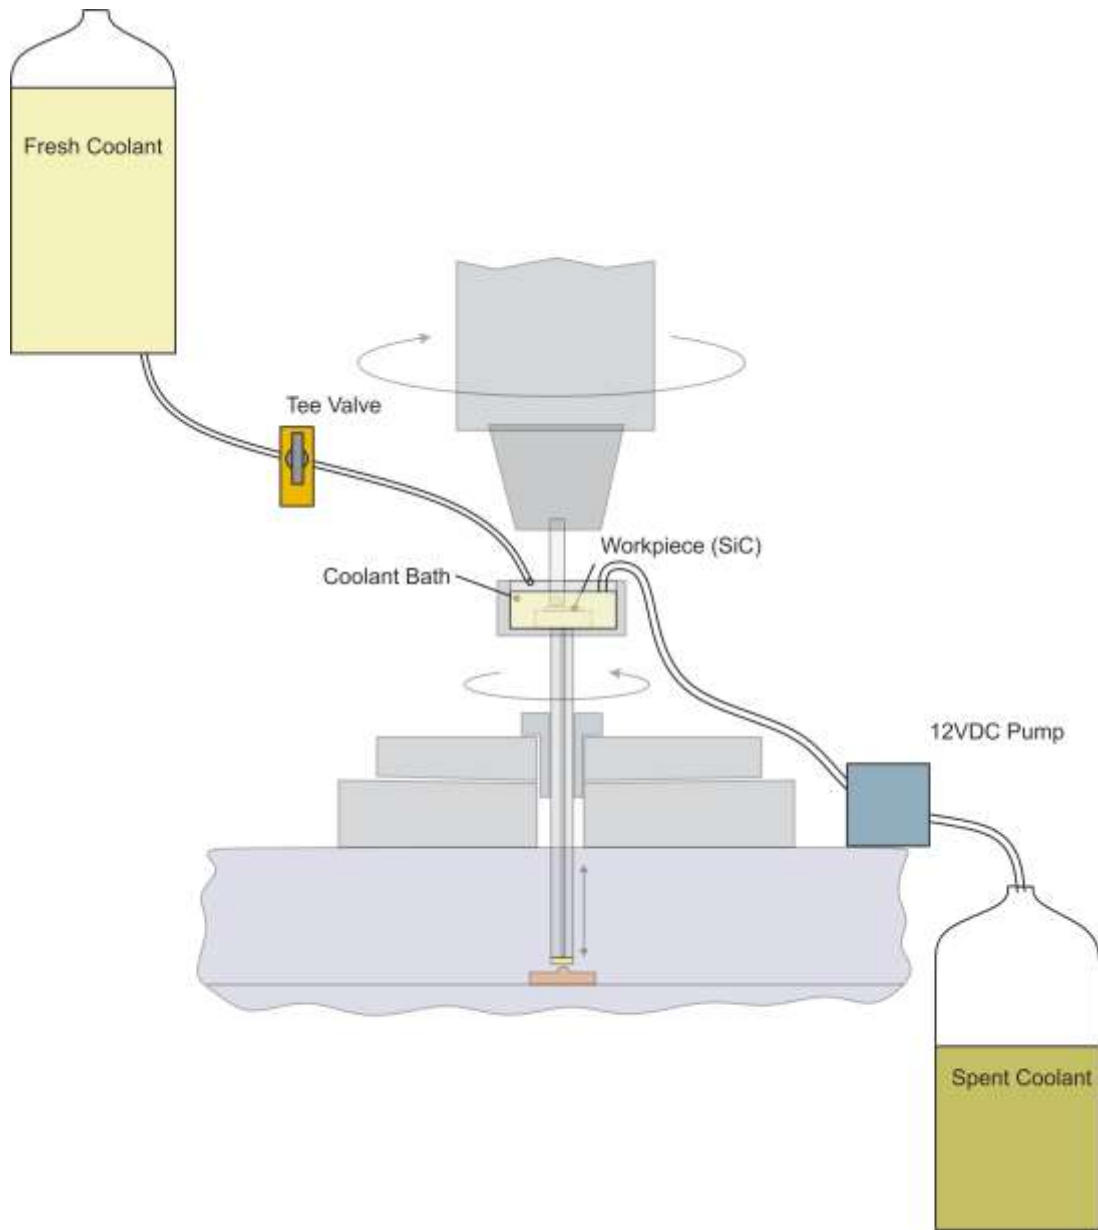 Fresh Coolant
Tee Valve
Workpiece (SiC)
Coolant Bath
12VDC Pump
Spent Coolant